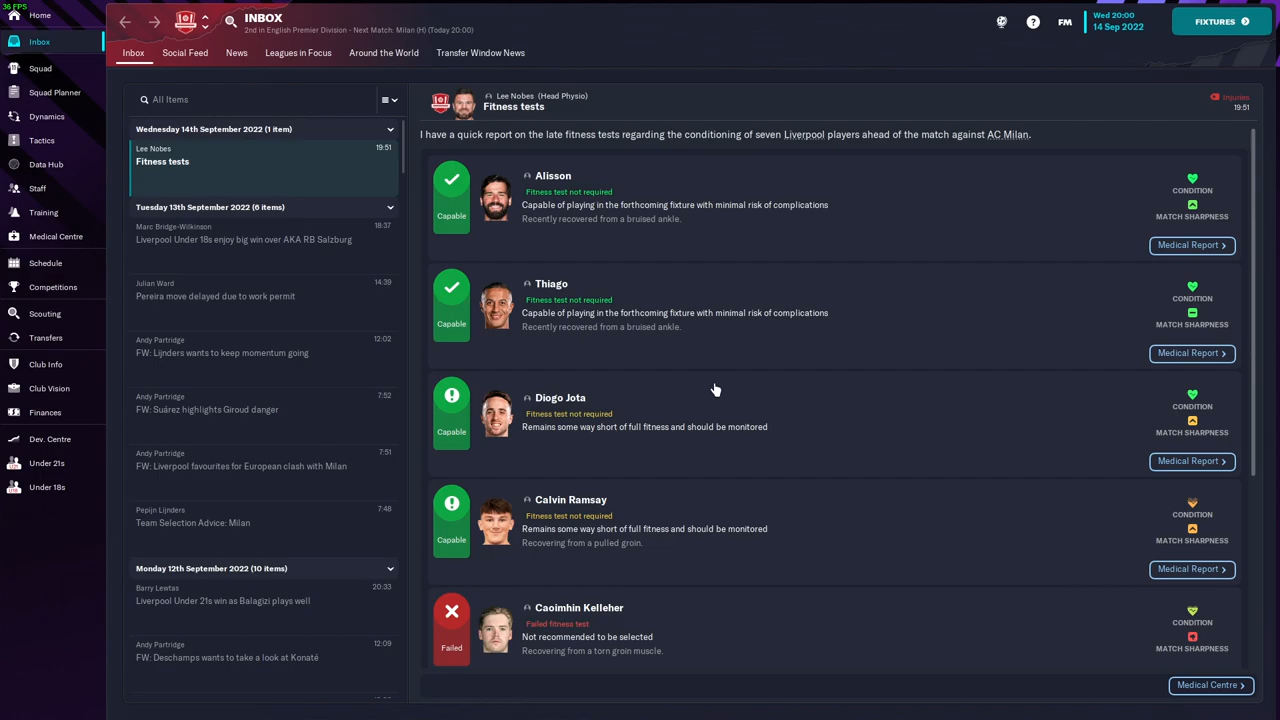 36 FPS
Home
Inbox
Squad
Squad Planner
Dynamics
Tactics
Data Hub
Staff
Training
Medical Centre
Schedule
Competitions
Scouting
Transfers
Club Info
Club Vision
Finances
Dev. Centre
Under 21s
Under 18s
INBOX
2nd in English Premier Division - Next Match: Milan (H) (Today 20:00)
FM
Wed 20:00
14 Sep 2022
FIXTURES
Inbox
Social Feed
News
Leagues in Focus
Around the World
Transfer Window News
All Items
Wednesday 14th September 2022 (1 item)
Lee Nobes
19:51
Fitness tests
Tuesday 13th September 2022 (6 items)
Marc Bridge-Wilkinson
18:37
Liverpool Under 18s enjoy big win over AKA RB Salzburg
Julian Ward
14:39
Pereira move delayed due to work permit
Andy Partridge
12:02
FW: Lijnders wants to keep momentum going
Andy Partridge
7:52
FW: Suárez highlights Giroud danger
Andy Partridge
7:51
FW: Liverpool favourites for European clash with Milan
Pepijn Lijnders
7:48
Team Selection Advice: Milan
Monday 12th September 2022 (10 items)
Barry Lewtas
20:33
Liverpool Under 21s win as Balagizi plays well
Andy Partridge
12:09
FW: Deschamps wants to take a look at Konaté
Lee Nobes (Head Physio)
Fitness tests
Injuries
19:51
I have a quick report on the late fitness tests regarding the conditioning of seven Liverpool players ahead of the match against AC Milan.
Capable
Alisson
Fitness test not required
Capable of playing in the forthcoming fixture with minimal risk of complications
Recently recovered from a bruised ankle.
CONDITION
MATCH SHARPNESS
Medical Report
Capable
Thiago
Fitness test not required
Capable of playing in the forthcoming fixture with minimal risk of complications
Recently recovered from a bruised ankle.
CONDITION
MATCH SHARPNESS
Medical Report
Capable
Diogo Jota
Fitness test not required
Remains some way short of full fitness and should be monitored
CONDITION
MATCH SHARPNESS
Medical Report
Capable
Calvin Ramsay
Fitness test not required
Remains some way short of full fitness and should be monitored
Recovering from a pulled groin.
CONDITION
MATCH SHARPNESS
Medical Report
Failed
Caoimhin Kelleher
Failed fitness test
Not recommended to be selected
Recovering from a torn groin muscle.
CONDITION
MATCH SHARPNESS
Medical Centre